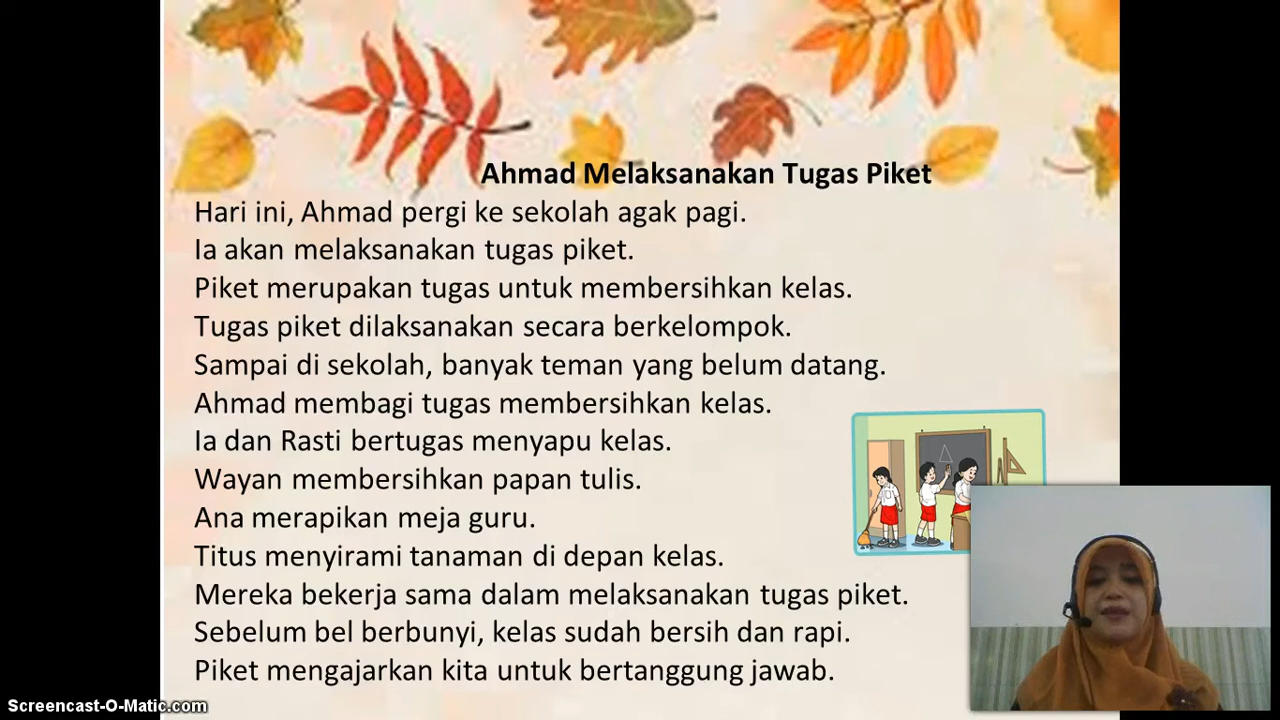 Ahmad Melaksanakan Tugas Piket
Hari ini, Ahmad pergi ke sekolah agak pagi.
Ia akan melaksanakan tugas piket.
Piket merupakan tugas untuk membersihkan kelas.
Tugas piket dilaksanakan secara berkelompok.
Sampai di sekolah, banyak teman yang belum datang.
Ahmad membagi tugas membersihkan kelas.
Ia dan Rasti bertugas menyapu kelas.
Wayan membersihkan papan tulis.
Ana merapikan meja guru.
Titus menyirami tanaman di depan kelas.
Mereka bekerja sama dalam melaksanakan tugas piket.
Sebelum bel berbunyi, kelas sudah bersih dan rapi.
Piket mengajarkan kita untuk bertanggung jawab.
Screencast-O-Matic.com